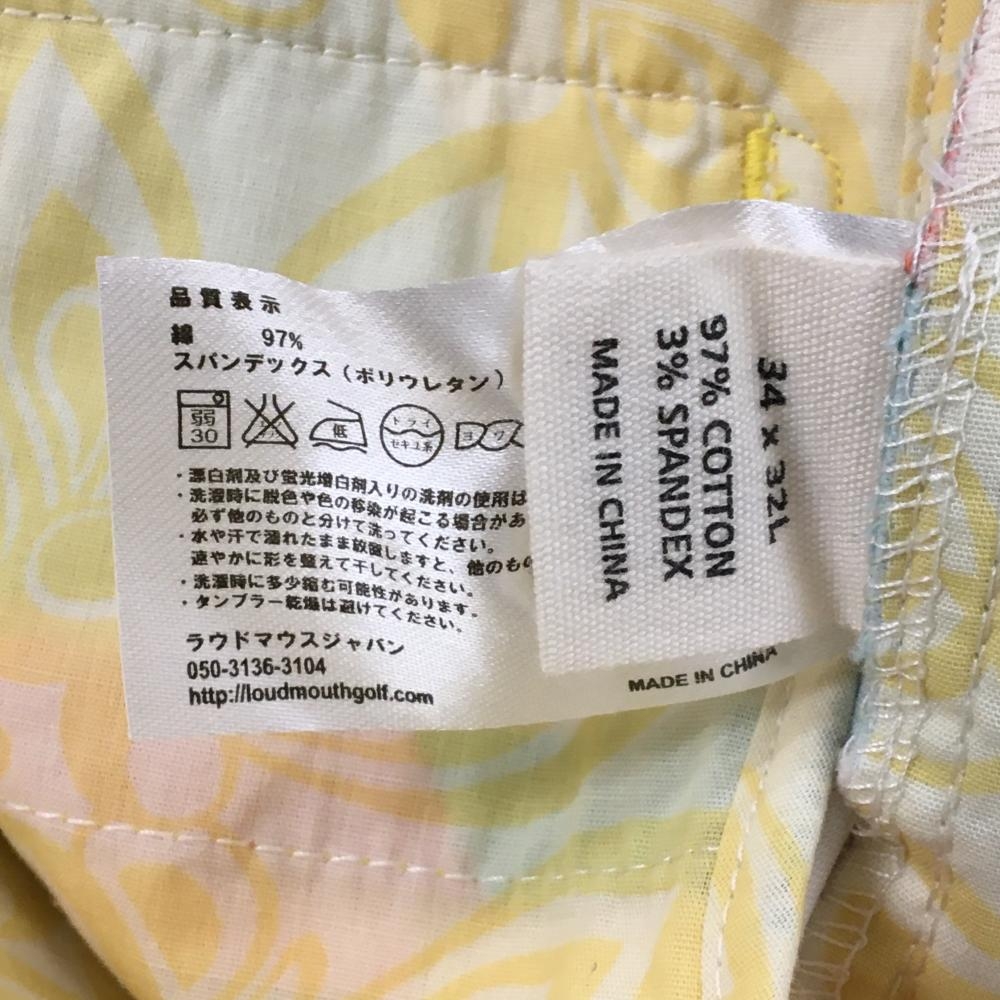 品質表示
綿 97%
スパンデックス（ポリウレタン）
弱
30
低
ドライ
セキユ系
ヨワク
・漂白剤及び蛍光増白剤入りの洗剤の使用は
・洗濯時に脱色や色の移染が起こる場合があ
必ず他のものと分けて洗ってください。
・水や汗で濡れたまま放置しますと、他のもの
速やかに形を整えて干してください。
・洗濯時に多少縮む可能性があります。
・タンブラー乾燥は避けてください。
ラウドマウスジャパン
050-3136-3104
http://loudmouthgolf.com
MADE IN CHINA
34 x 32L
97% COTTON
3% SPANDEX
MADE IN CHINA